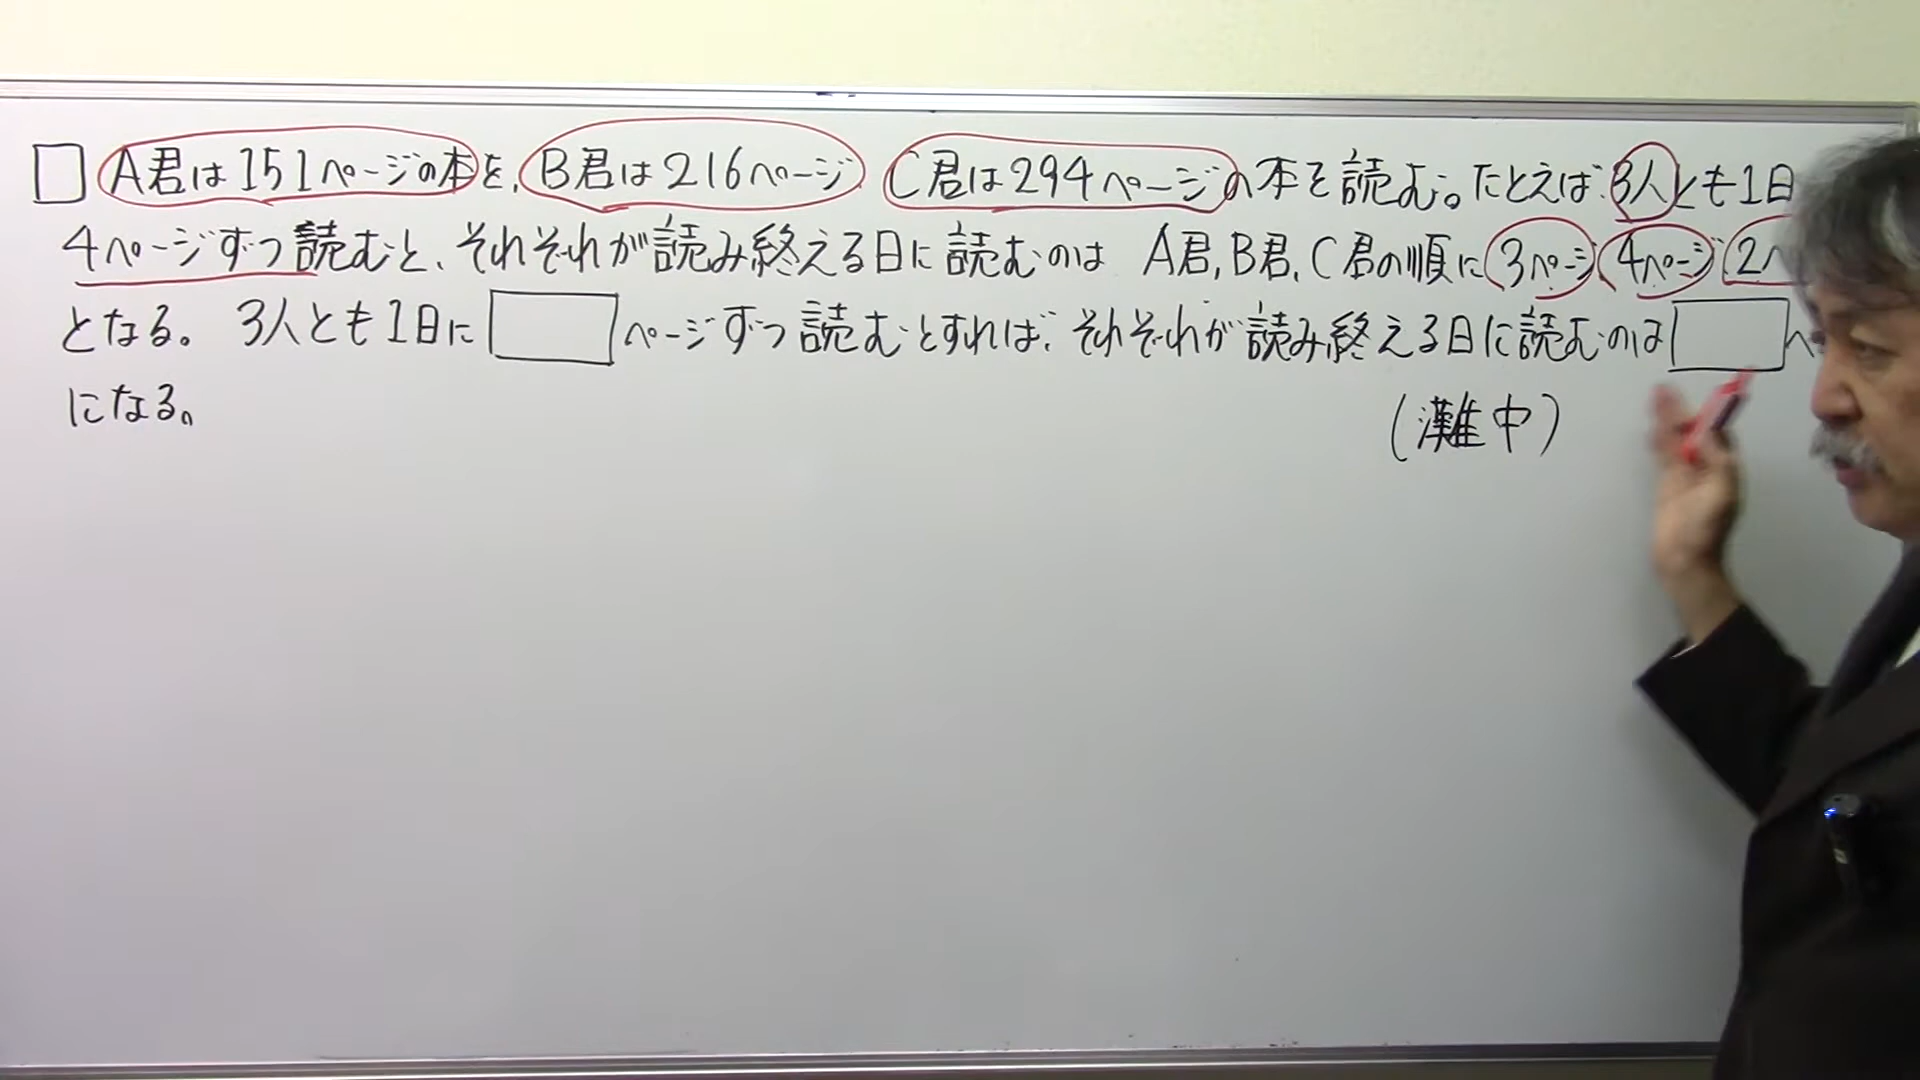 □ A君は151ページの本を、B君は216ページ C君は294ページの本を読む。たとえば、3人とも1日
4ページずつ読むと、それぞれが読み終える日に読むのは A君,B君,C君の順に3ページ 4ページ 2ペ
となる。 3人とも1日に□ページずつ読むとすれば、それぞれが読み終える日に読むのは□ペ
になる。
(灘中)